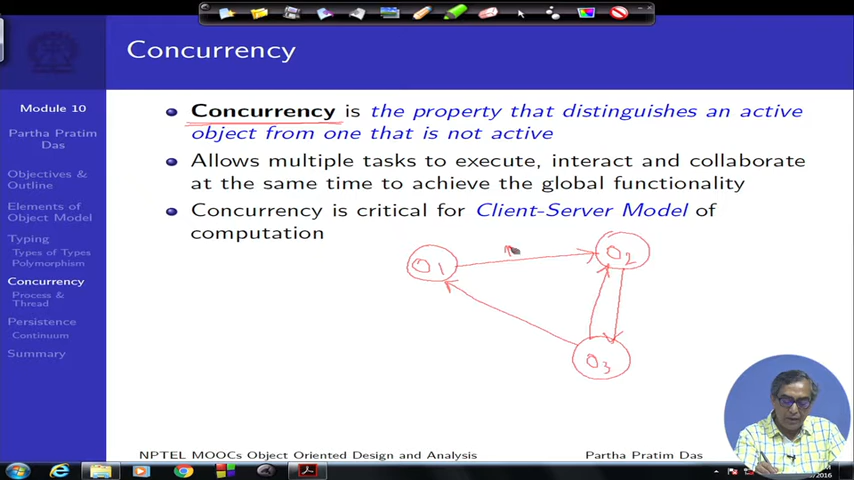 Concurrency
Module 10
Partha Pratim
Das
Objectives &
Outline
Elements of
Object Model
Typing
Types of Types
Polymorphism
Concurrency
Process &
Thread
Persistence
Continuum
Summary
Concurrency is the property that distinguishes an active
object from one that is not active
Allows multiple tasks to execute, interact and collaborate
at the same time to achieve the global functionality
Concurrency is critical for Client-Server Model of
computation
O1
O2
O3
NPTEL MOOCs Object Oriented Design and Analysis
Partha Pratim Das